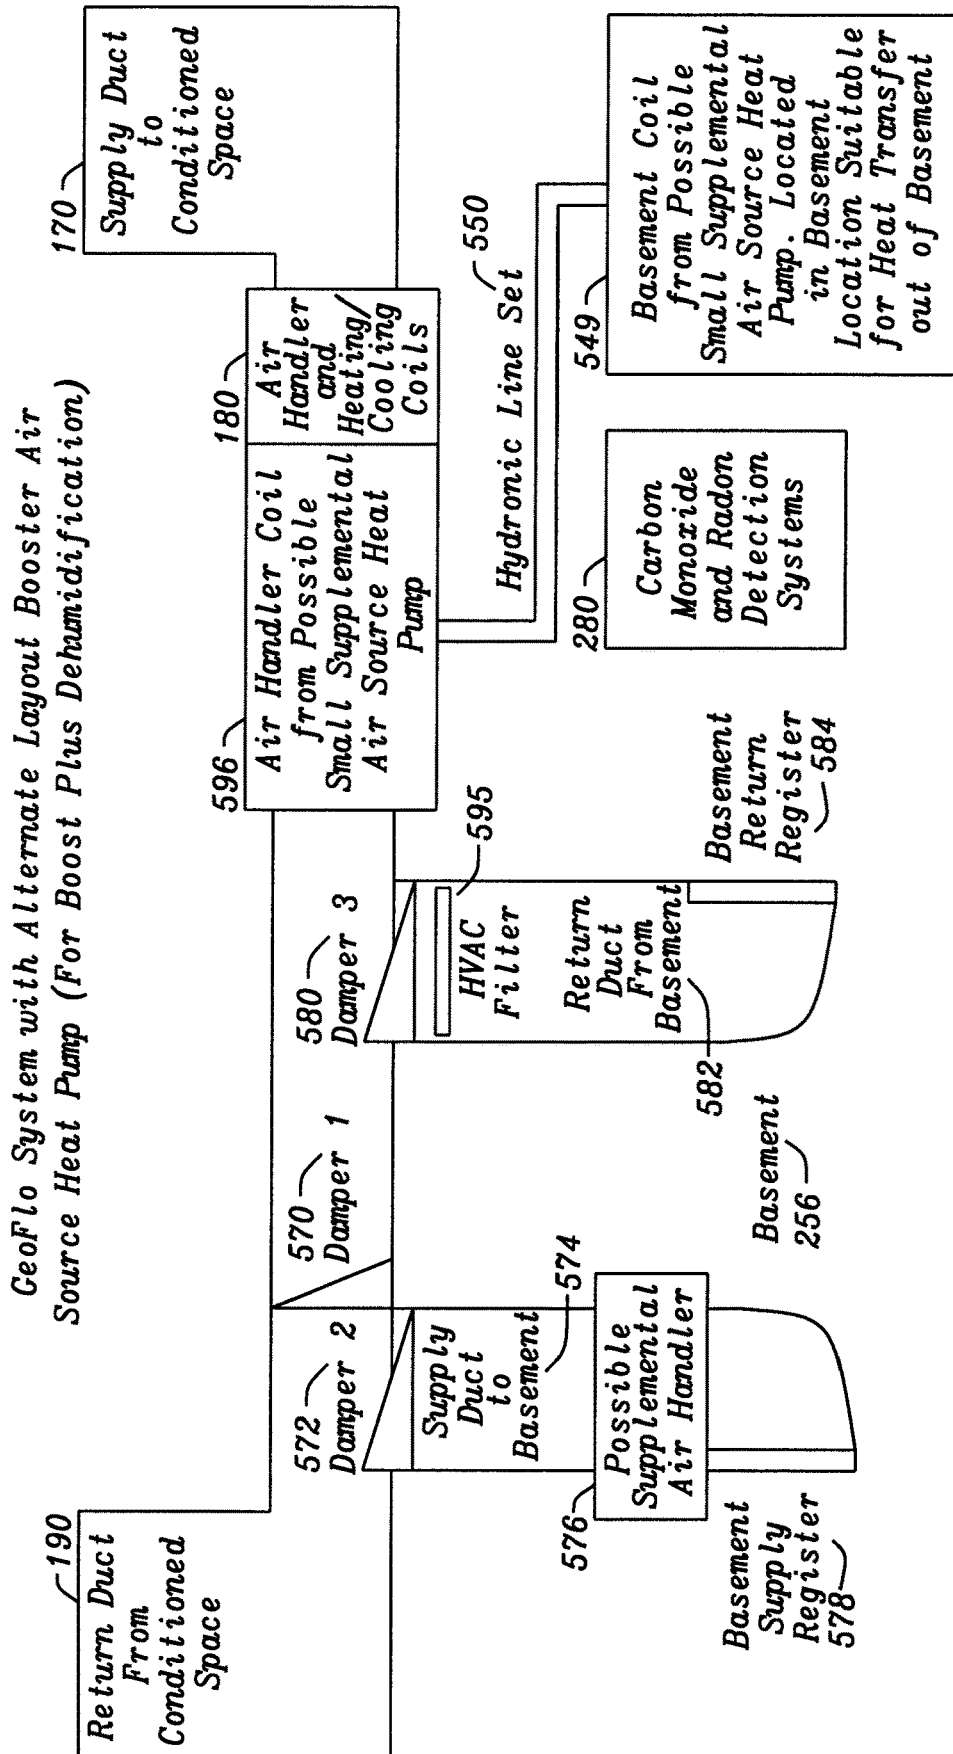 GeoFlo System with Alternate Layout Booster Air
Source Heat Pump (For Boost Plus Dehumidification)
190
Return Duct
From
Conditioned
Space
572
Damper 2
570
Damper 1
580
Damper 3
596
Air Handler Coil
from Possible
Small Supplemental
Air Source Heat
Pump
180
Air
Handler
and
Heating/
Cooling
Coils
170
Supply Duct
to
Conditioned
Space
Supply
Duct
to
Basement
574
576
Possible
Supplemental
Air Handler
Basement
Supply
Register
578
Basement
256
595
HVAC
Filter
Return
Duct
From
Basement
582
Basement
Return
Register
584
Hydronic Line Set
550
280
Carbon
Monoxide
and Radon
Detection
Systems
549
Basement Coil
from Possible
Small Supplemental
Air Source Heat
Pump. Located
in Basement
Location Suitable
for Heat Transfer
out of Basement